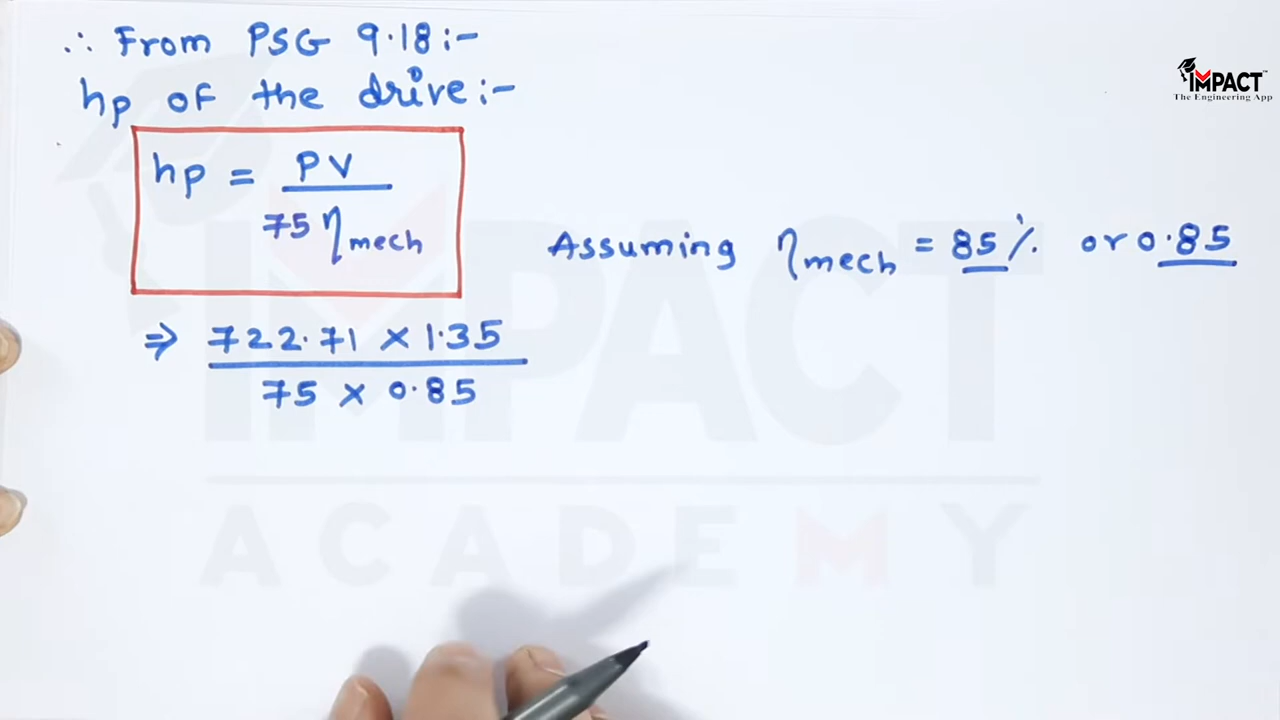 ∴ From PSG 9.18:-
hp of the drive:-
hp = PV / 75 ηmech
Assuming ηmech = 85% or 0.85
⇒ 722.71 × 1.35 / 75 × 0.85
IMPACT™
The Engineering App
IMPACT
ACADEMY